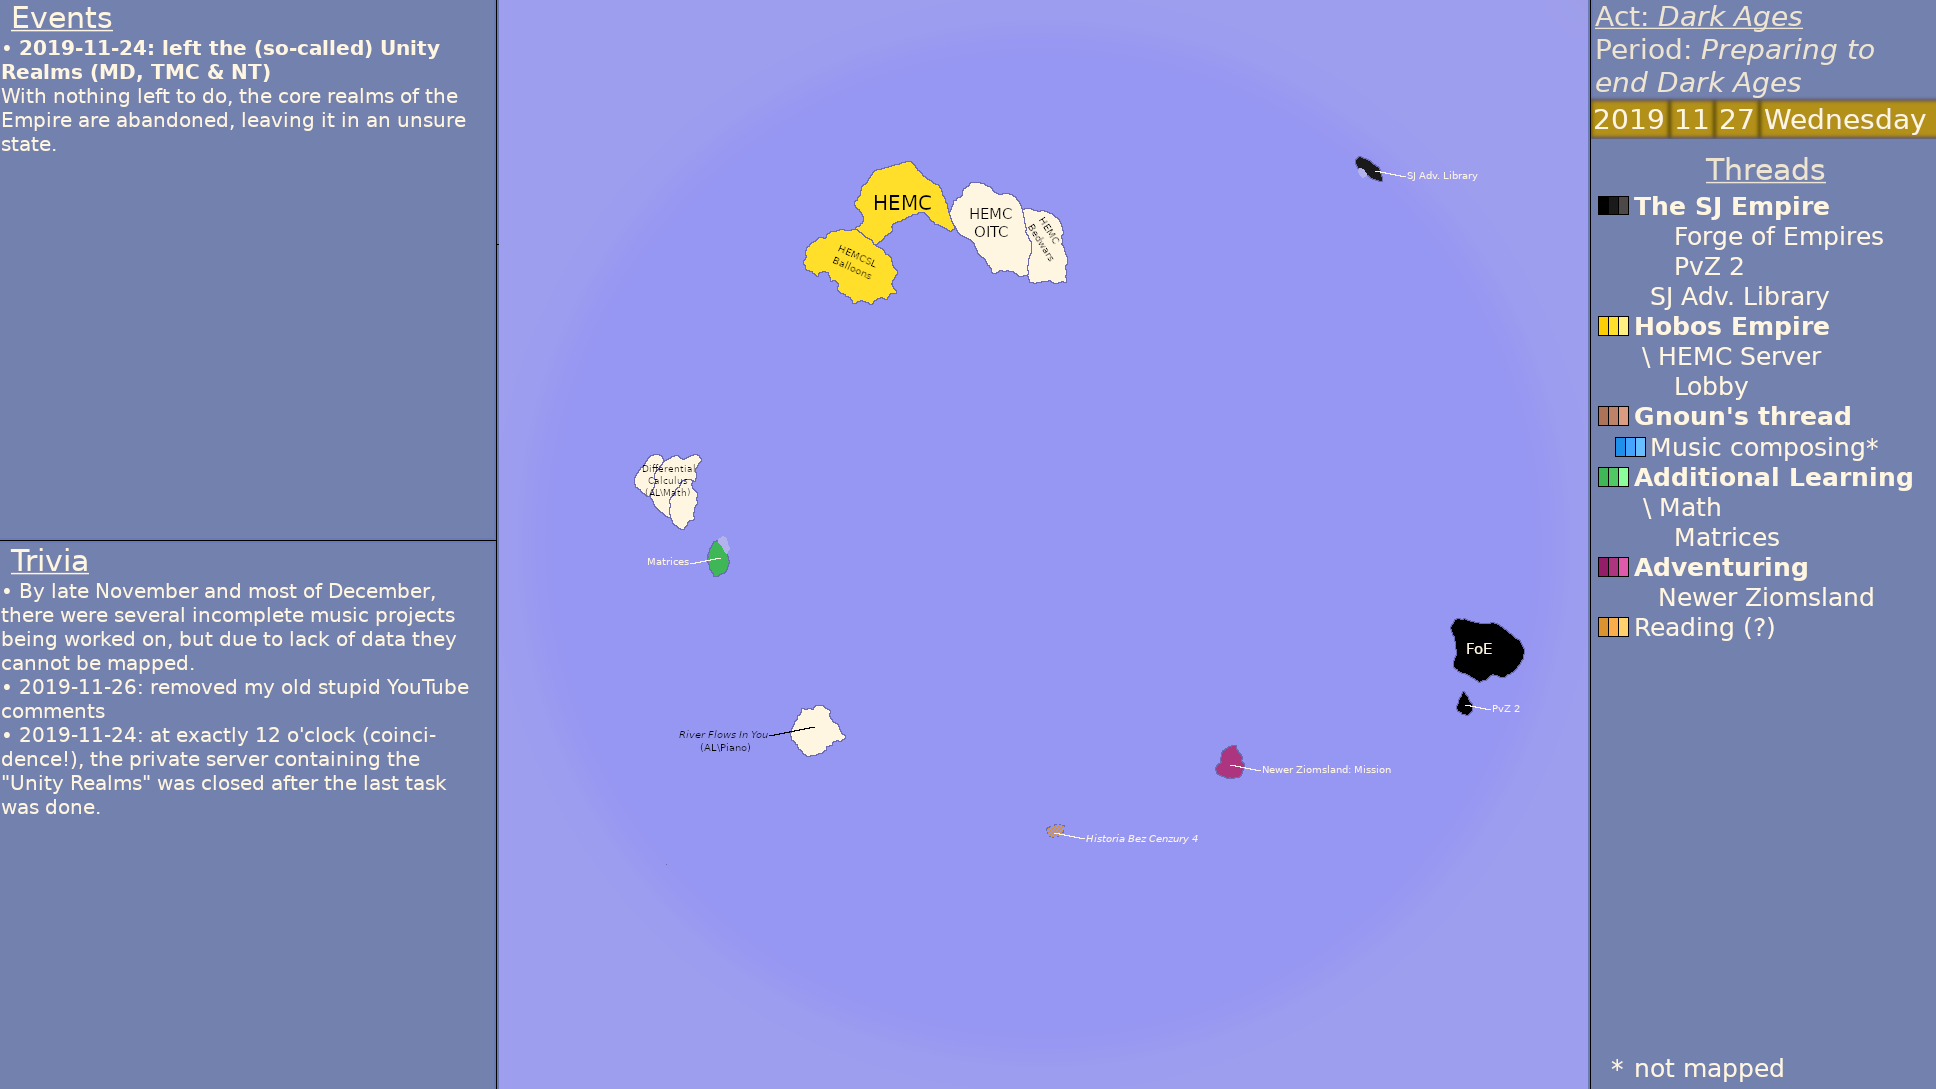 Events
• 2019-11-24: left the (so-called) Unity
Realms (MD, TMC & NT)
With nothing left to do, the core realms of the
Empire are abandoned, leaving it in an unsure
state.
Trivia
• By late November and most of December,
there were several incomplete music projects
being worked on, but due to lack of data they
cannot be mapped.
• 2019-11-26: removed my old stupid YouTube
comments
• 2019-11-24: at exactly 12 o'clock (coinci-
dence!), the private server containing the
"Unity Realms" was closed after the last task
was done.
HEMC
HEMC
OITC
HEMC
Bedwars
HEMCSL
Balloons
SJ Adv. Library
Differential
Calculus
(AL\Math)
Matrices
River Flows In You
(AL\Piano)
FoE
PvZ 2
Newer Ziomsland: Mission
Historia Bez Cenzury 4
Act: Dark Ages
Period: Preparing to
end Dark Ages
2019 11 27 Wednesday
Threads
The SJ Empire
Forge of Empires
PvZ 2
SJ Adv. Library
Hobos Empire
\ HEMC Server
Lobby
Gnoun's thread
Music composing*
Additional Learning
\ Math
Matrices
Adventuring
Newer Ziomsland
Reading (?)
* not mapped